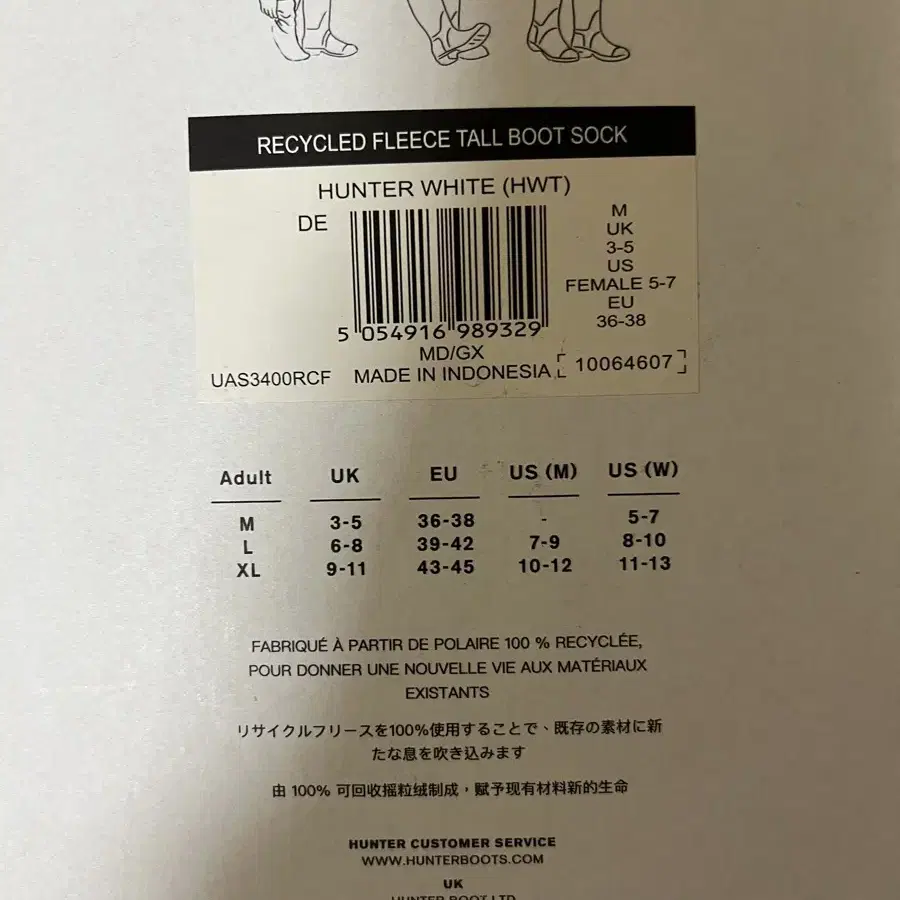 RECYCLED FLEECE TALL BOOT SOCK
HUNTER WHITE (HWT)
DE
M
UK
3-5
US
FEMALE 5-7
EU
36-38
5 054916 989329
MD/GX
UAS3400RCF MADE IN INDONESIA 10064607
Adult UK EU US (M) US (W)
M 3-5 36-38 - 5-7
L 6-8 39-42 7-9 8-10
XL 9-11 43-45 10-12 11-13
FABRIQUÉ À PARTIR DE POLAIRE 100 % RECYCLÉE,
POUR DONNER UNE NOUVELLE VIE AUX MATÉRIAUX
EXISTANTS
リサイクルフリースを100%使用することで、既存の素材に新
たな息を吹き込みます
由 100% 可回收摇粒绒制成，赋予现有材料新的生命
HUNTER CUSTOMER SERVICE
WWW.HUNTERBOOTS.COM
UK
HUNTER BOOT LTD